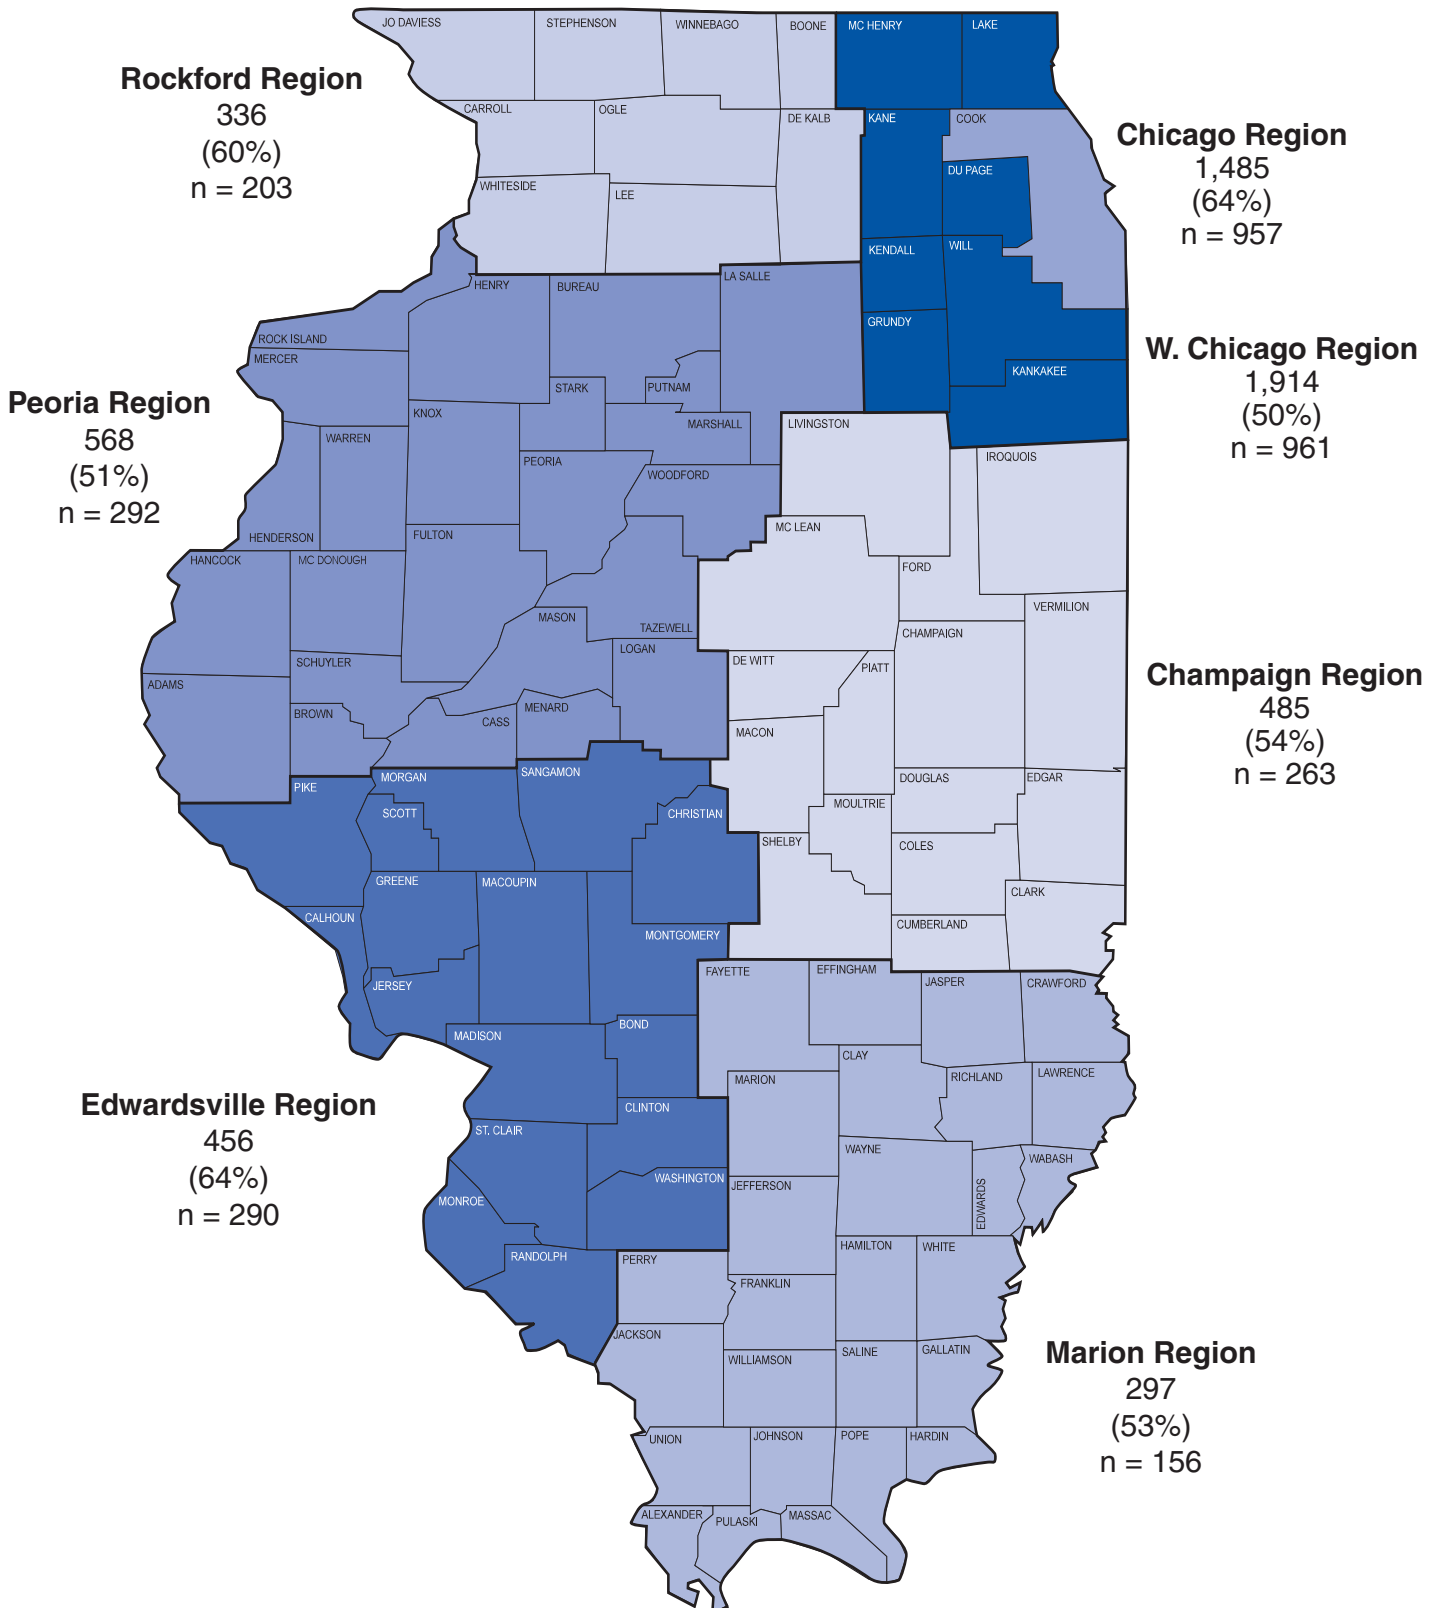 JO DAVIESS
STEPHENSON
WINNEBAGO
BOONE
MC HENRY
LAKE
Rockford Region
336
(60%)
n = 203
CARROLL
OGLE
DE KALB
KANE
COOK
Chicago Region
1,485
(64%)
n = 957
DU PAGE
WHITESIDE
LEE
KENDALL
WILL
HENRY
BUREAU
LA SALLE
GRUNDY
ROCK ISLAND
MERCER
W. Chicago Region
1,914
(50%)
n = 961
KANKAKEE
STARK
PUTNAM
Peoria Region
568
(51%)
n = 292
KNOX
MARSHALL
LIVINGSTON
WARREN
PEORIA
WOODFORD
IROQUOIS
HENDERSON
FULTON
MC LEAN
HANCOCK
MC DONOUGH
FORD
VERMILION
MASON
TAZEWELL
CHAMPAIGN
LOGAN
SCHUYLER
DE WITT
PIATT
Champaign Region
485
(54%)
n = 263
ADAMS
BROWN
CASS
MENARD
MACON
PIKE
MORGAN
SANGAMON
DOUGLAS
EDGAR
SCOTT
CHRISTIAN
MOULTRIE
SHELBY
COLES
GREENE
MACOUPIN
CLARK
CALHOUN
MONTGOMERY
CUMBERLAND
FAYETTE
EFFINGHAM
JASPER
CRAWFORD
JERSEY
MADISON
BOND
CLAY
MARION
RICHLAND
LAWRENCE
Edwardsville Region
456
(64%)
n = 290
CLINTON
ST. CLAIR
WAYNE
WABASH
WASHINGTON
JEFFERSON
EDWARDS
MONROE
RANDOLPH
PERRY
HAMILTON
WHITE
FRANKLIN
JACKSON
WILLIAMSON
SALINE
GALLATIN
Marion Region
297
(53%)
n = 156
UNION
JOHNSON
POPE
HARDIN
ALEXANDER
PULASKI
MASSAC